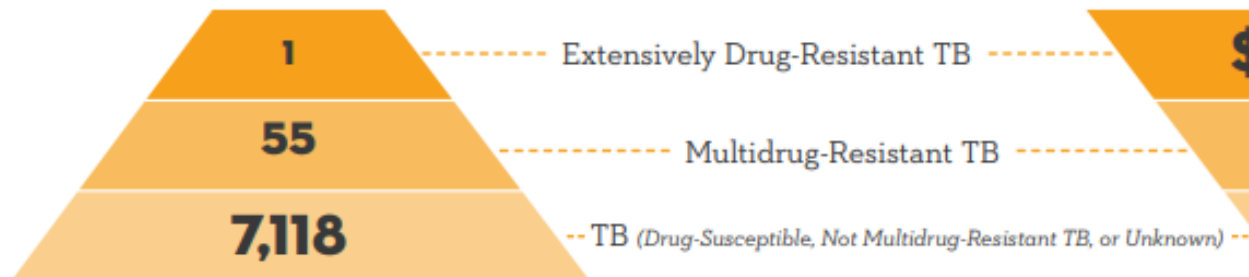 1
Extensively Drug-Resistant TB
$
55
Multidrug-Resistant TB
7,118
TB (Drug-Susceptible, Not Multidrug-Resistant TB, or Unknown)